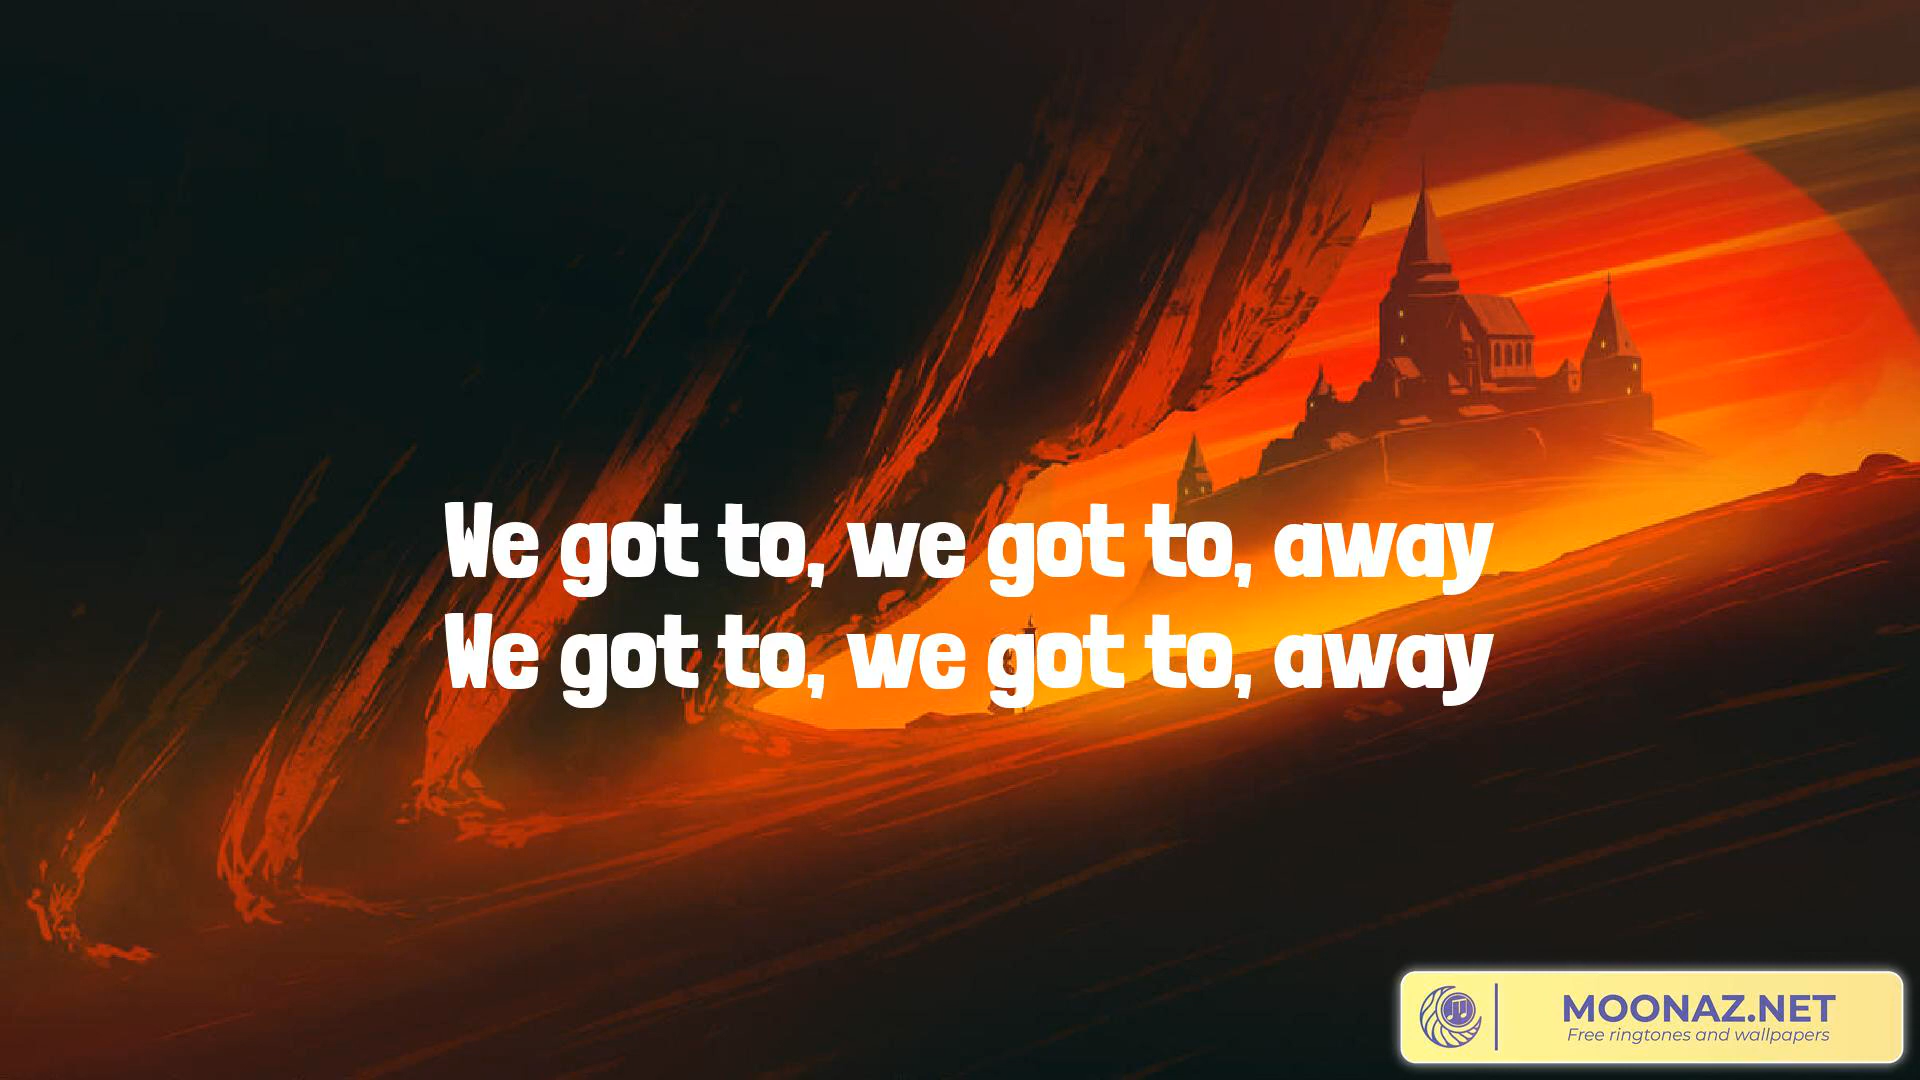 We got to, we got to, away
We got to, we got to, away
MOONAZ.NET
Free ringtones and wallpapers